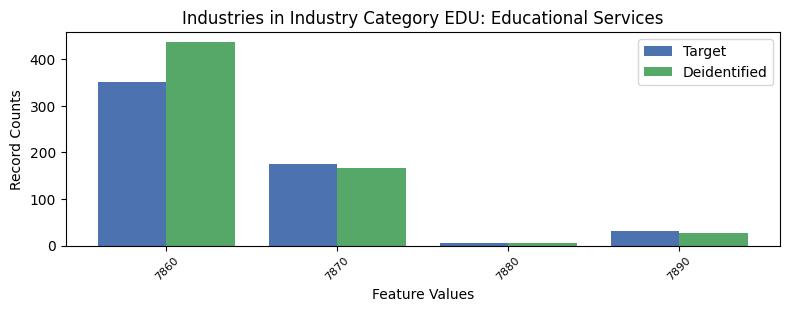 Industries in Industry Category EDU: Educational Services
Target
Deidentified
Record Counts
400
300
200
100
0
7860
7870
7880
7890
Feature Values